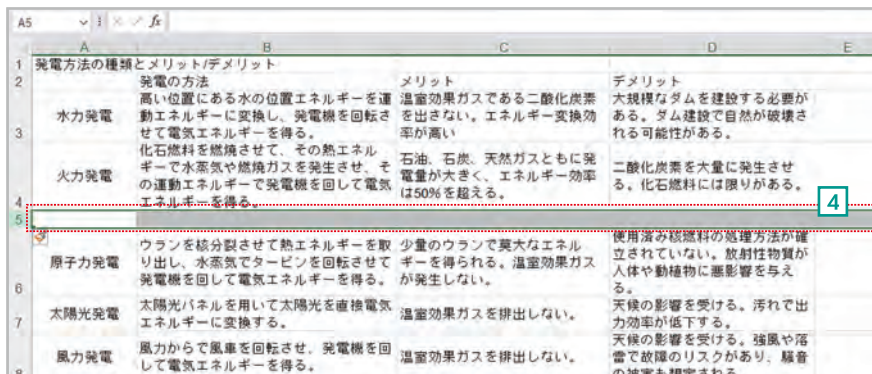 A5 fx
A B C D E
1 発電方法の種類とメリット/デメリット
2 発電の方法 メリット デメリット
3 水力発電
高い位置にある水の位置エネルギーを運
動エネルギーに変換し、発電機を回転さ
せて電気エネルギーを得る。
温室効果ガスである二酸化炭素
を出さない。エネルギー変換効
率が高い
大規模なダムを建設する必要が
ある。ダム建設で自然が破壊さ
れる可能性がある。
4 火力発電
化石燃料を燃焼させて、その熱エネル
ギーで水蒸気や燃焼ガスを発生させ、そ
の運動エネルギーで発電機を回して電気
エネルギーを得る。
石油、石炭、天然ガスともに発
電量が大きく、エネルギー効率
は50%を超える。
二酸化炭素を大量に発生させ
る。化石燃料には限りがある。
4
5
6 原子力発電
ウランを核分裂させて熱エネルギーを取
り出し、水蒸気でタービンを回転させて
発電機を回して電気エネルギーを得る。
少量のウランで莫大なエネル
ギーを得られる。温室効果ガス
が発生しない。
使用済み核燃料の処理方法が確
立されていない。放射性物質が
人体や動植物に悪影響を与え
る。
7 太陽光発電
太陽光パネルを用いて太陽光を直接電気
エネルギーに変換する。
温室効果ガスを排出しない。
天候の影響を受ける。汚れで出
力効率が低下する。
8 風力発電
風力からで風車を回転させ、発電機を回
して電気エネルギーを得る。
温室効果ガスを排出しない。
天候の影響を受ける。強風や落
雷で故障のリスクがあり、騒音
の被害も想定される